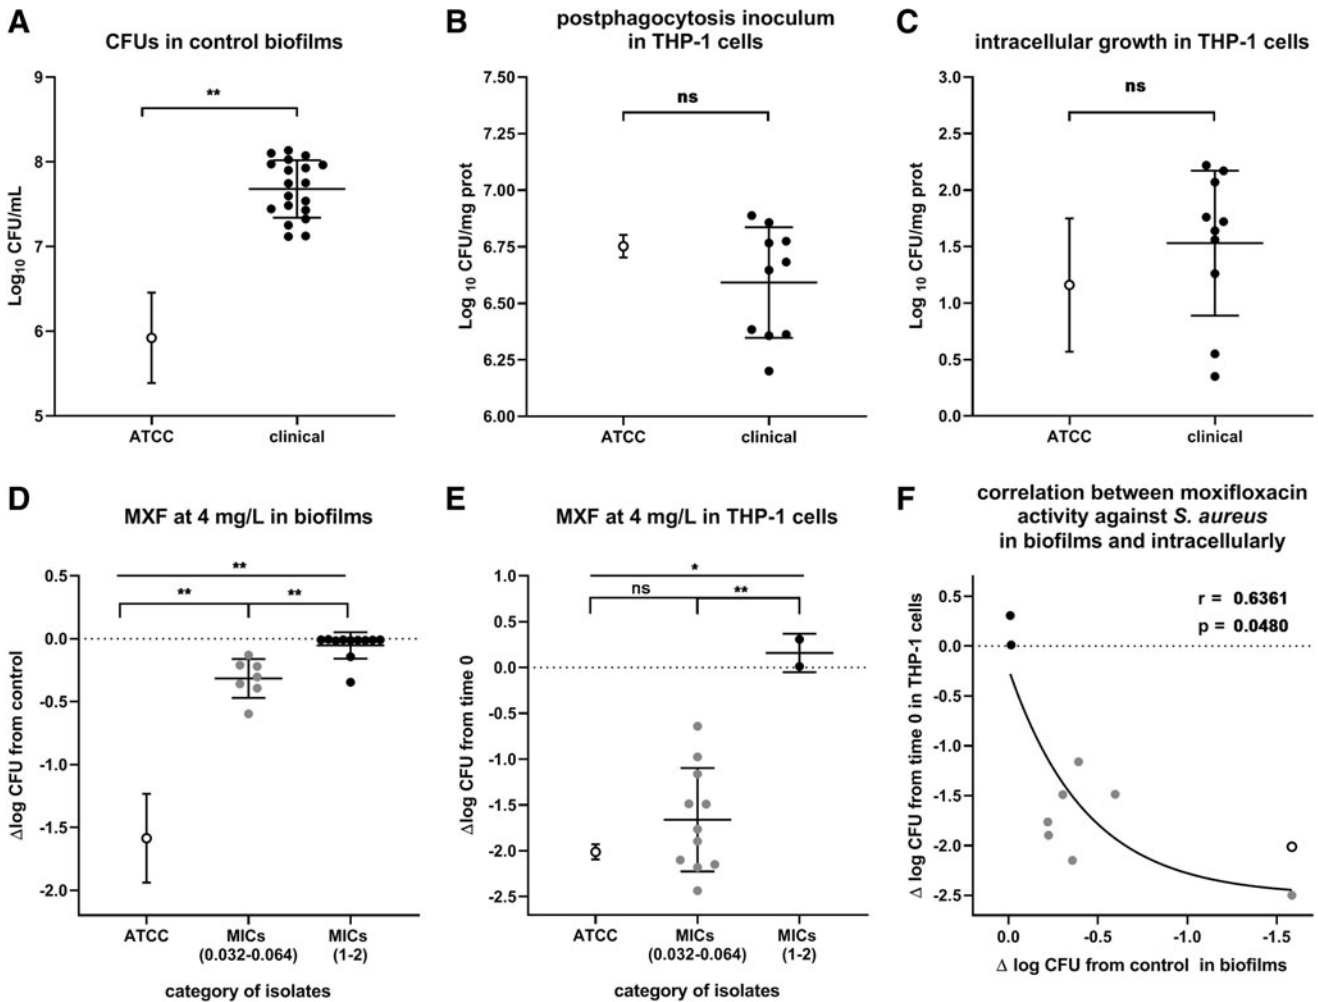 A
CFUs in control biofilms
Log10 CFU/mL
9
8
7
6
5
**
ATCC
clinical
B
postphagocytosis inoculum
in THP-1 cells
Log 10 CFU/mg prot
7.50
7.25
7.00
6.75
6.50
6.25
6.00
ns
ATCC
clinical
C
intracellular growth in THP-1 cells
Log 10 CFU/mg prot
3.0
2.5
2.0
1.5
1.0
0.5
0.0
ns
ATCC
clinical
D
MXF at 4 mg/L in biofilms
Δlog CFU from control
0.5
0.0
-0.5
-1.0
-1.5
-2.0
**
**
**
ATCC
MICs
(0.032-0.064)
MICs
(1-2)
category of isolates
E
MXF at 4 mg/L in THP-1 cells
Δlog CFU from time 0
1.0
0.5
0.0
-0.5
-1.0
-1.5
-2.0
-2.5
*
ns
**
ATCC
MICs
(0.032-0.064)
MICs
(1-2)
category of isolates
F
correlation between moxifloxacin
activity against S. aureus
in biofilms and intracellularly
Δ log CFU from time 0 in THP-1 cells
0.5
0.0
-0.5
-1.0
-1.5
-2.0
-2.5
r = 0.6361
p = 0.0480
0.0
-0.5
-1.0
-1.5
Δ log CFU from control in biofilms